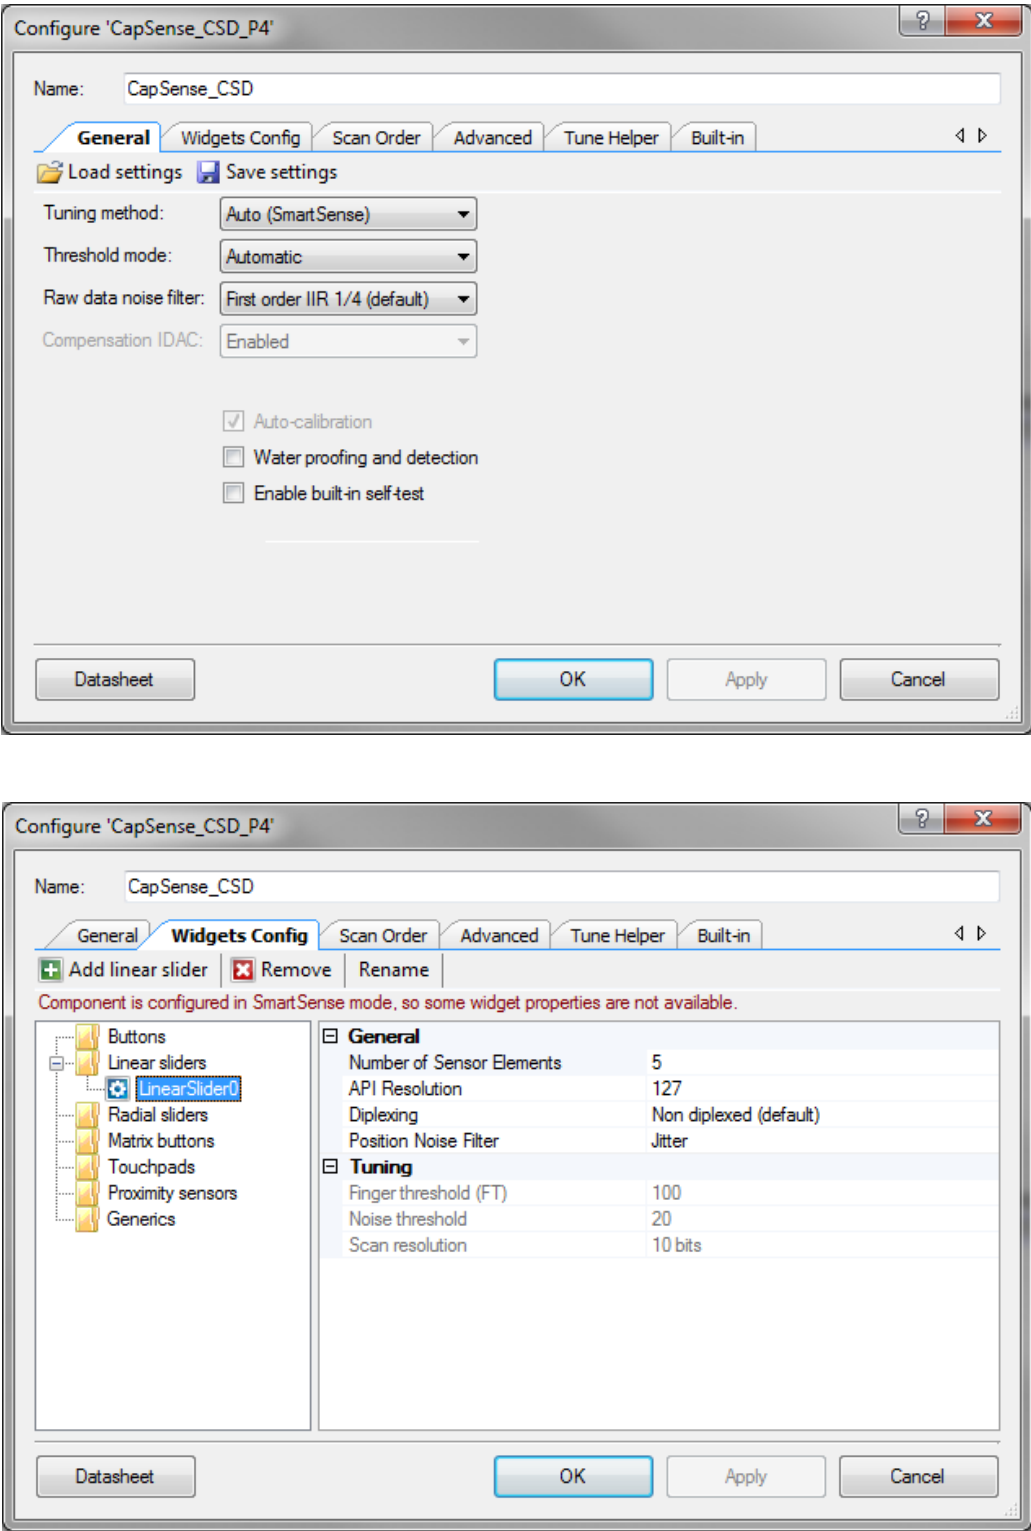 Configure 'CapSense_CSD_P4'
Name: CapSense_CSD
General Widgets Config Scan Order Advanced Tune Helper Built-in
Load settings Save settings
Tuning method: Auto (SmartSense)
Threshold mode: Automatic
Raw data noise filter: First order IIR 1/4 (default)
Compensation IDAC: Enabled
Auto-calibration
Water proofing and detection
Enable built-in self-test
Datasheet OK Apply Cancel
Configure 'CapSense_CSD_P4'
Name: CapSense_CSD
General Widgets Config Scan Order Advanced Tune Helper Built-in
Add linear slider Remove Rename
Component is configured in SmartSense mode, so some widget properties are not available.
Buttons
Linear sliders
LinearSlider0
Radial sliders
Matrix buttons
Touchpads
Proximity sensors
Generics
General
Number of Sensor Elements 5
API Resolution 127
Diplexing Non diplexed (default)
Position Noise Filter Jitter
Tuning
Finger threshold (FT) 100
Noise threshold 20
Scan resolution 10 bits
Datasheet OK Apply Cancel